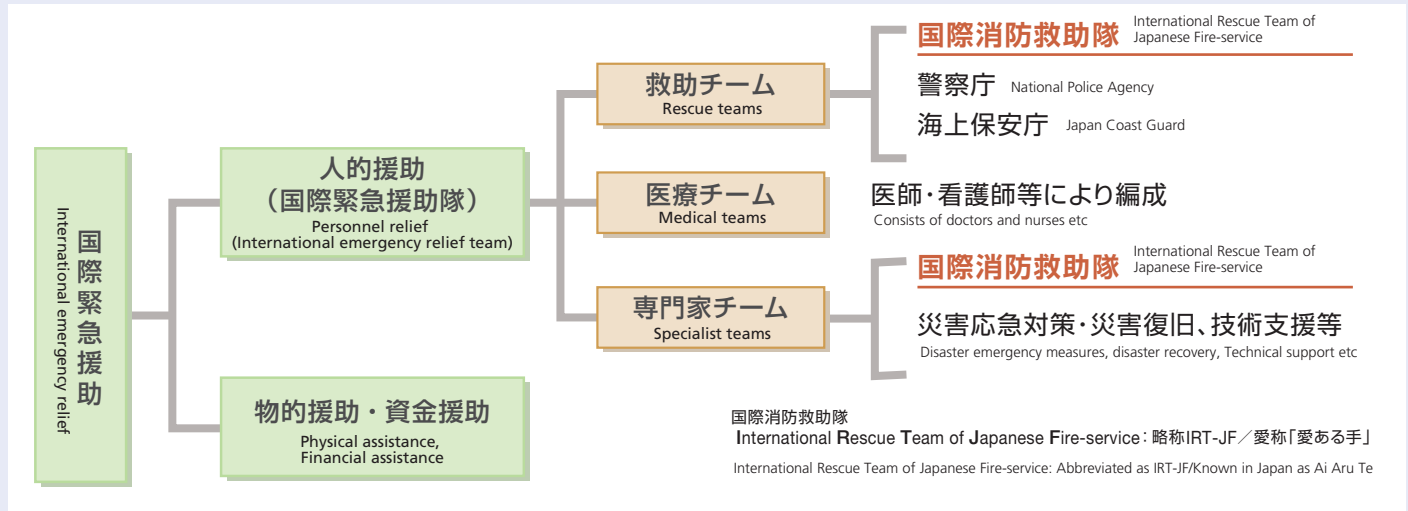 国際緊急援助
International emergency relief
人的援助
（国際緊急援助隊）
Personnel relief
(International emergency relief team)
物的援助・資金援助
Physical assistance,
Financial assistance
救助チーム
Rescue teams
国際消防救助隊
International Rescue Team of
Japanese Fire-service
警察庁 National Police Agency
海上保安庁 Japan Coast Guard
医療チーム
Medical teams
医師・看護師等により編成
Consists of doctors and nurses etc
専門家チーム
Specialist teams
国際消防救助隊
International Rescue Team of
Japanese Fire-service
災害応急対策・災害復旧、技術支援等
Disaster emergency measures, disaster recovery, Technical support etc
国際消防救助隊
International Rescue Team of Japanese Fire-service：略称IRT-JF／愛称「愛ある手」
International Rescue Team of Japanese Fire-service: Abbreviated as IRT-JF/Known in Japan as Ai Aru Te